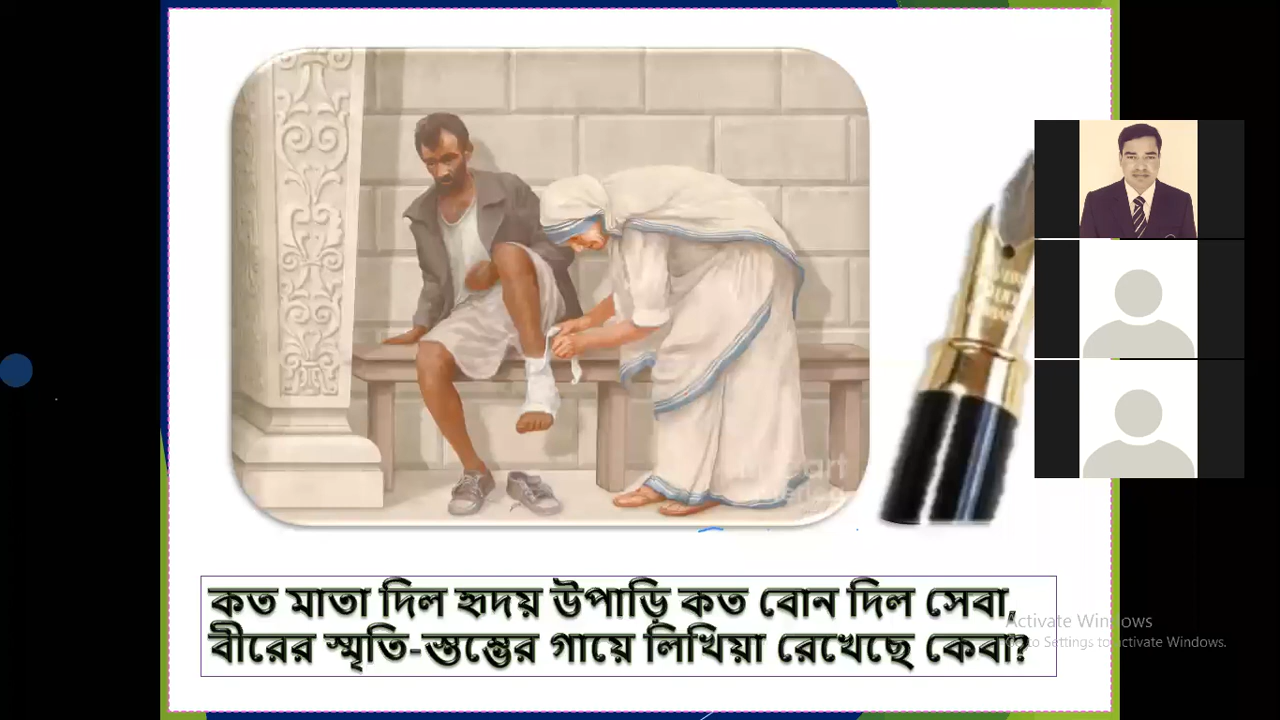 কত মাতা দিল হৃদয় উপাড়ি কত বোন দিল সেবা,
বীরের স্মৃতি-স্তম্ভের গায়ে লিখিয়া রেখেছে কেবা?
Activate Windows
Go to Settings to activate Windows.